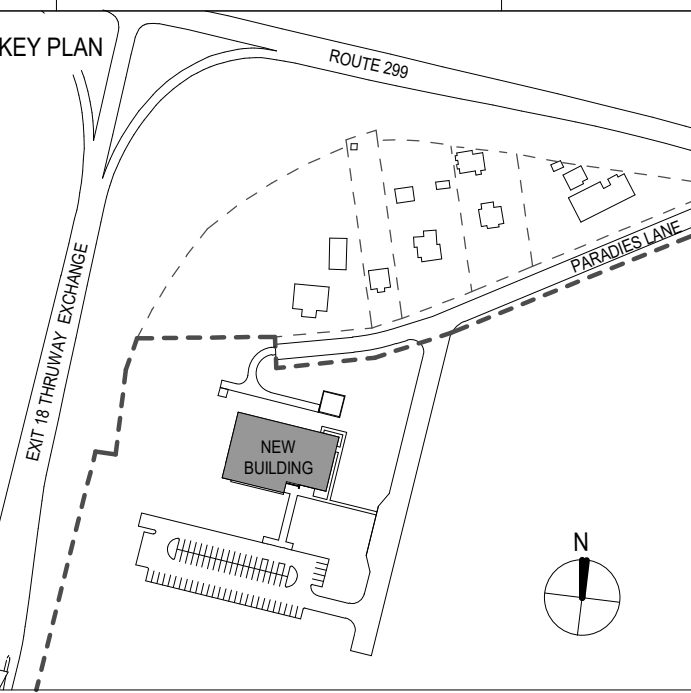 KEY PLAN
ROUTE 299
PARADIES LANE
EXIT 18 THRUWAY EXCHANGE
NEW
BUILDING
N